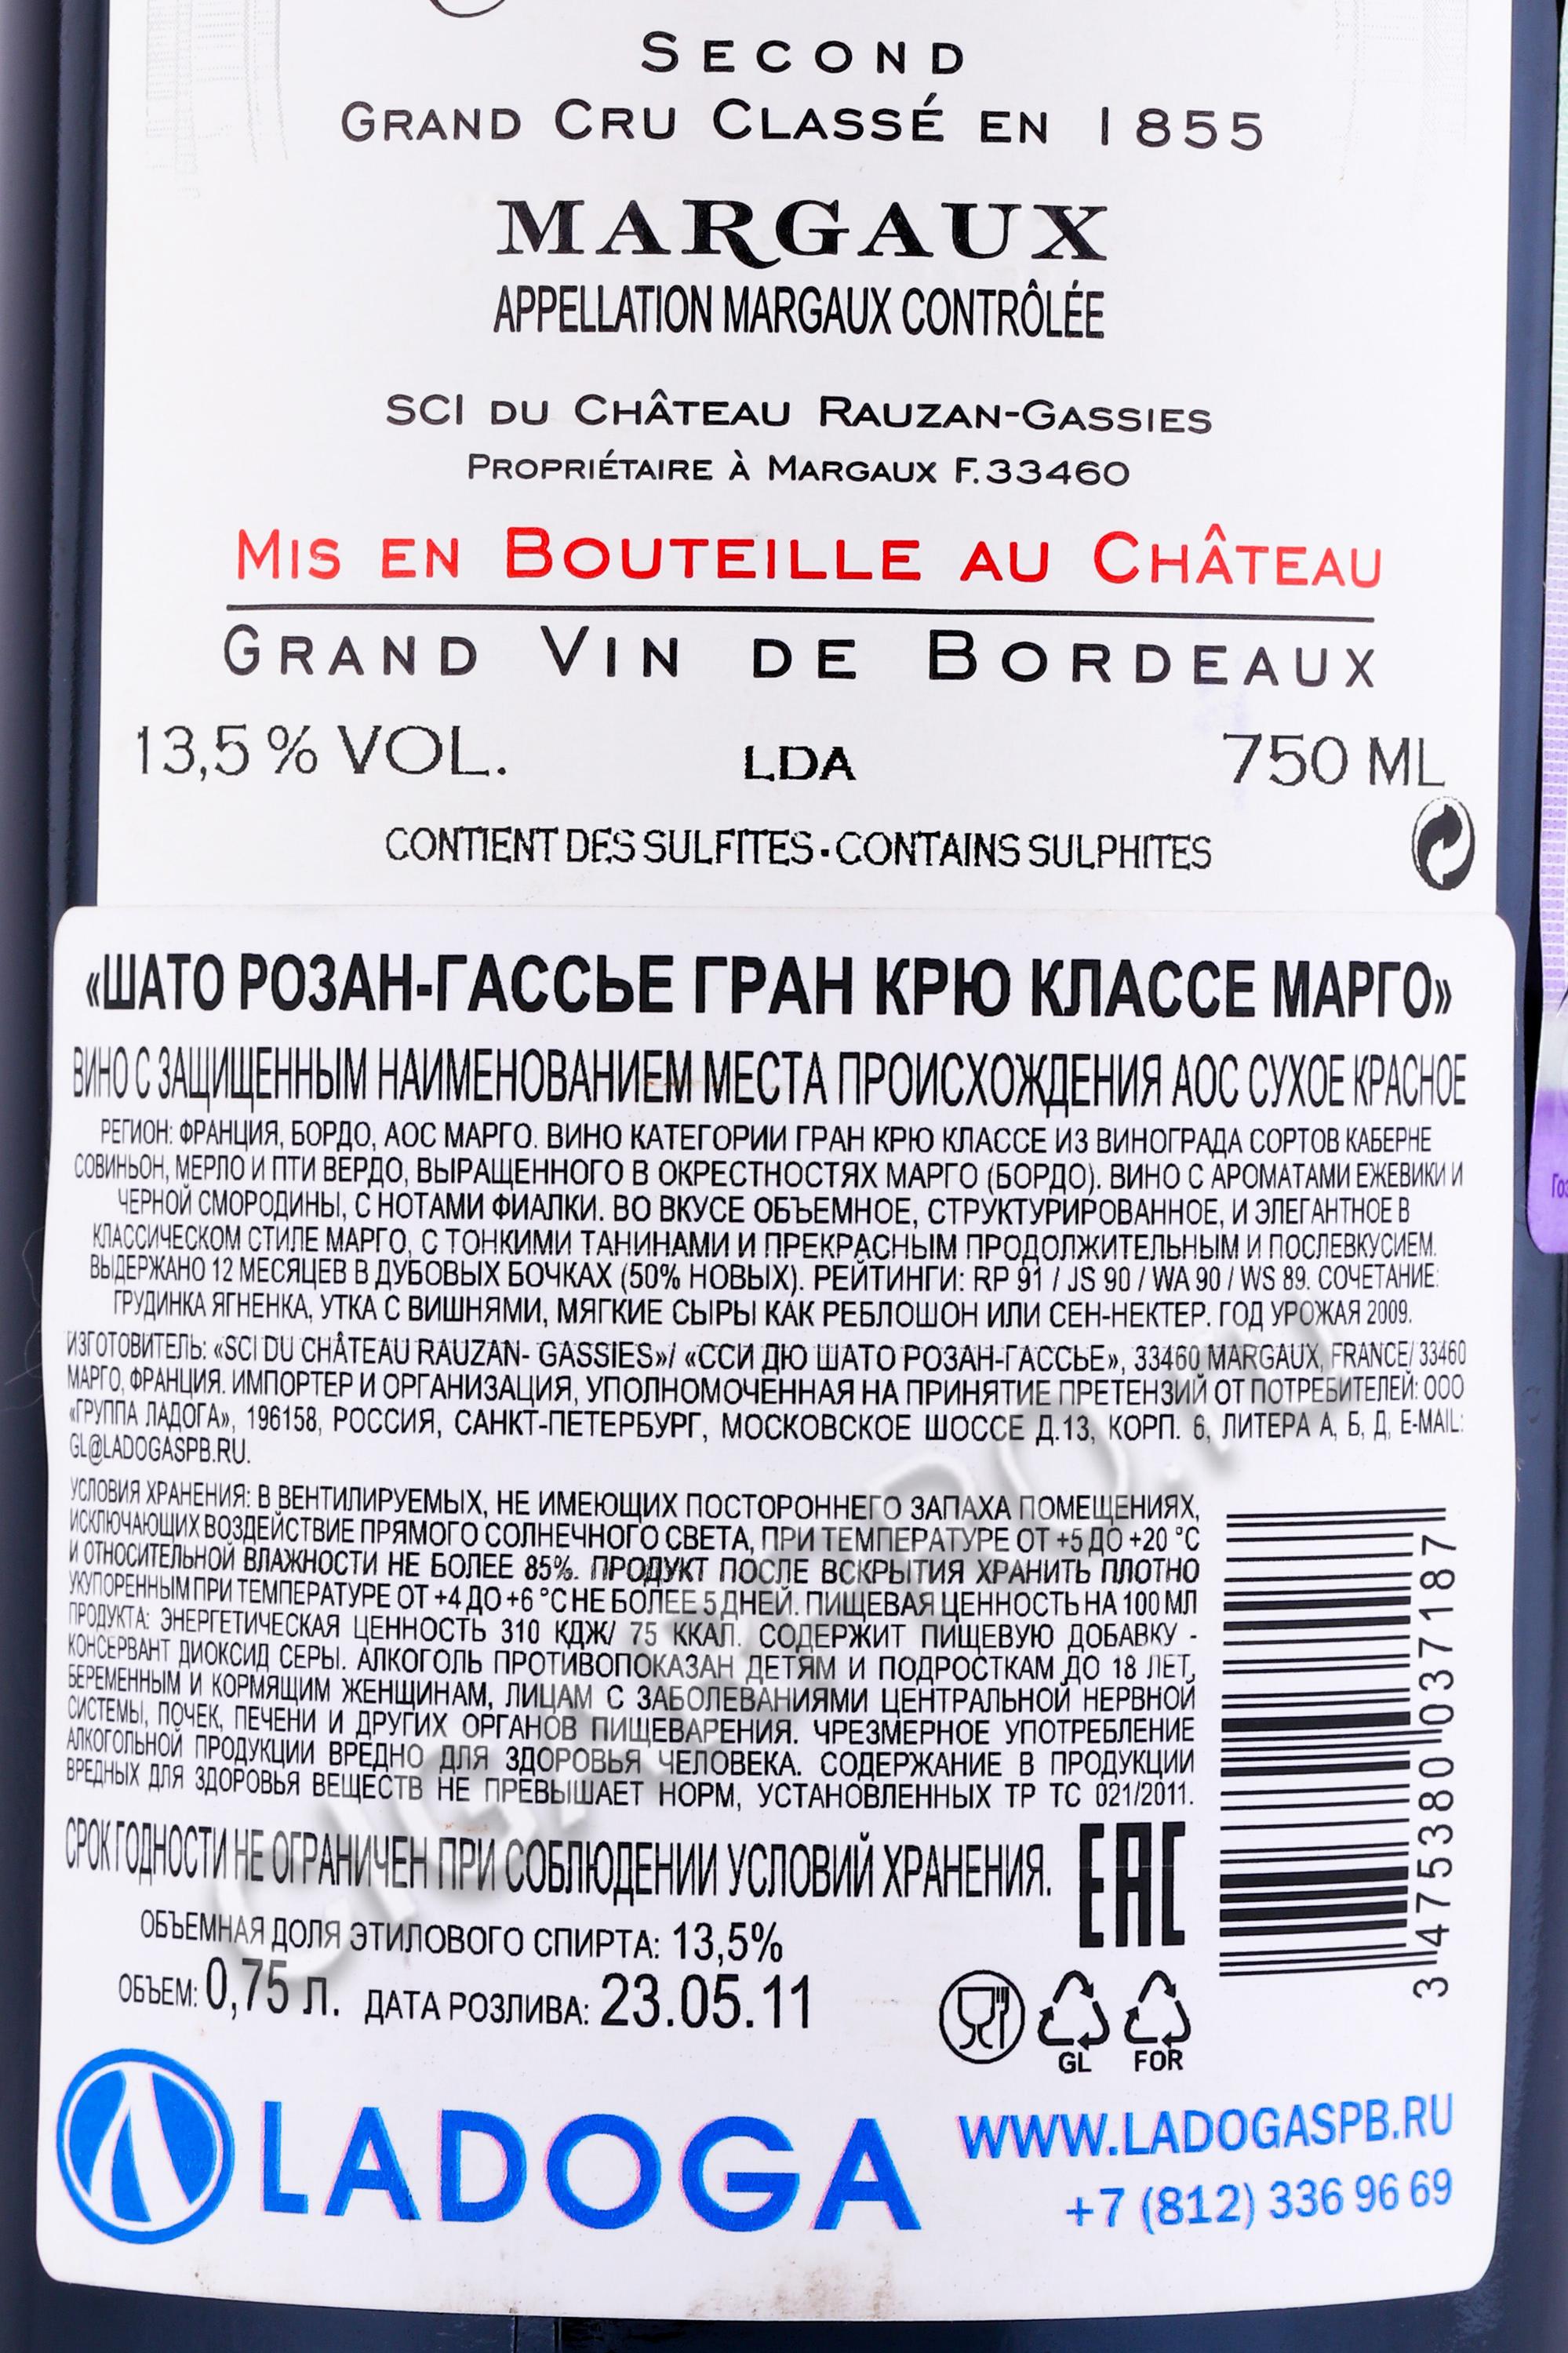 SECOND
GRAND CRU CLASSÉ EN 1855
MARGAUX
APPELLATION MARGAUX CONTRÔLÉE
SCI DU CHÂTEAU RAUZAN-GASSIES
PROPRIÉTAIRE À MARGAUX F.33460
MIS EN BOUTEILLE AU CHÂTEAU
GRAND VIN DE BORDEAUX
13,5 % VOL. LDA 750 ML
CONTIENT DES SULFITES · CONTAINS SULPHITES
«ШАТО РОЗАН-ГАССЬЕ ГРАН КРЮ КЛАССЕ МАРГО»
ВИНО С ЗАЩИЩЕННЫМ НАИМЕНОВАНИЕМ МЕСТА ПРОИСХОЖДЕНИЯ АОС СУХОЕ КРАСНОЕ
РЕГИОН: ФРАНЦИЯ, БОРДО, АОС МАРГО. ВИНО КАТЕГОРИИ ГРАН КРЮ КЛАССЕ ИЗ ВИНОГРАДА СОРТОВ КАБЕРНЕ
СОВИНЬОН, МЕРЛО И ПТИ ВЕРДО, ВЫРАЩЕННОГО В ОКРЕСТНОСТЯХ МАРГО (БОРДО). ВИНО С АРОМАТАМИ ЕЖЕВИКИ И
ЧЕРНОЙ СМОРОДИНЫ, С НОТАМИ ФИАЛКИ. ВО ВКУСЕ ОБЪЕМНОЕ, СТРУКТУРИРОВАННОЕ, И ЭЛЕГАНТНОЕ В
КЛАССИЧЕСКОМ СТИЛЕ МАРГО, С ТОНКИМИ ТАНИНАМИ И ПРЕКРАСНЫМ ПРОДОЛЖИТЕЛЬНЫМ И ПОСЛЕВКУСИЕМ.
ВЫДЕРЖАНО 12 МЕСЯЦЕВ В ДУБОВЫХ БОЧКАХ (50% НОВЫХ). РЕЙТИНГИ: RP 91 / JS 90 / WA 90 / WS 89. СОЧЕТАНИЕ:
ГРУДИНКА ЯГНЕНКА, УТКА С ВИШНЯМИ, МЯГКИЕ СЫРЫ КАК РЕБЛОШОН ИЛИ СЕН-НЕКТЕР. ГОД УРОЖАЯ 2009.
ИЗГОТОВИТЕЛЬ: «SCI DU CHÂTEAU RAUZAN- GASSIES»/ «ССИ ДЮ ШАТО РОЗАН-ГАССЬЕ», 33460 MARGAUX, FRANCE/ 33460
МАРГО, ФРАНЦИЯ. ИМПОРТЕР И ОРГАНИЗАЦИЯ, УПОЛНОМОЧЕННАЯ НА ПРИНЯТИЕ ПРЕТЕНЗИЙ ОТ ПОТРЕБИТЕЛЕЙ: ООО
«ГРУППА ЛАДОГА», 196158, РОССИЯ, САНКТ-ПЕТЕРБУРГ, МОСКОВСКОЕ ШОССЕ Д.13, КОРП. 6, ЛИТЕРА А, Б, Д, E-MAIL:
GL@LADOGASPB.RU.
УСЛОВИЯ ХРАНЕНИЯ: В ВЕНТИЛИРУЕМЫХ, НЕ ИМЕЮЩИХ ПОСТОРОННЕГО ЗАПАХА ПОМЕЩЕНИЯХ,
ИСКЛЮЧАЮЩИХ ВОЗДЕЙСТВИЕ ПРЯМОГО СОЛНЕЧНОГО СВЕТА, ПРИ ТЕМПЕРАТУРЕ ОТ +5 ДО +20 °С
И ОТНОСИТЕЛЬНОЙ ВЛАЖНОСТИ НЕ БОЛЕЕ 85%. ПРОДУКТ ПОСЛЕ ВСКРЫТИЯ ХРАНИТЬ ПЛОТНО
УКУПОРЕННЫМ ПРИ ТЕМПЕРАТУРЕ ОТ +4 ДО +6 °С НЕ БОЛЕЕ 5 ДНЕЙ. ПИЩЕВАЯ ЦЕННОСТЬ НА 100 МЛ
ПРОДУКТА: ЭНЕРГЕТИЧЕСКАЯ ЦЕННОСТЬ 310 КДЖ/ 75 ККАЛ. СОДЕРЖИТ ПИЩЕВУЮ ДОБАВКУ -
КОНСЕРВАНТ ДИОКСИД СЕРЫ. АЛКОГОЛЬ ПРОТИВОПОКАЗАН ДЕТЯМ И ПОДРОСТКАМ ДО 18 ЛЕТ,
БЕРЕМЕННЫМ И КОРМЯЩИМ ЖЕНЩИНАМ, ЛИЦАМ С ЗАБОЛЕВАНИЯМИ ЦЕНТРАЛЬНОЙ НЕРВНОЙ
СИСТЕМЫ, ПОЧЕК, ПЕЧЕНИ И ДРУГИХ ОРГАНОВ ПИЩЕВАРЕНИЯ. ЧРЕЗМЕРНОЕ УПОТРЕБЛЕНИЕ
АЛКОГОЛЬНОЙ ПРОДУКЦИИ ВРЕДНО ДЛЯ ЗДОРОВЬЯ ЧЕЛОВЕКА. СОДЕРЖАНИЕ В ПРОДУКЦИИ
ВРЕДНЫХ ДЛЯ ЗДОРОВЬЯ ВЕЩЕСТВ НЕ ПРЕВЫШАЕТ НОРМ, УСТАНОВЛЕННЫХ ТР ТС 021/2011.
СРОК ГОДНОСТИ НЕ ОГРАНИЧЕН ПРИ СОБЛЮДЕНИИ УСЛОВИЙ ХРАНЕНИЯ.
EAC
3 475380 037187
ОБЪЕМНАЯ ДОЛЯ ЭТИЛОВОГО СПИРТА: 13,5%
ОБЪЕМ: 0,75 Л. ДАТА РОЗЛИВА: 23.05.11
GL FOR
LADOGA
WWW.LADOGASPB.RU
+7 (812) 336 96 69
CIGARPRO.ru